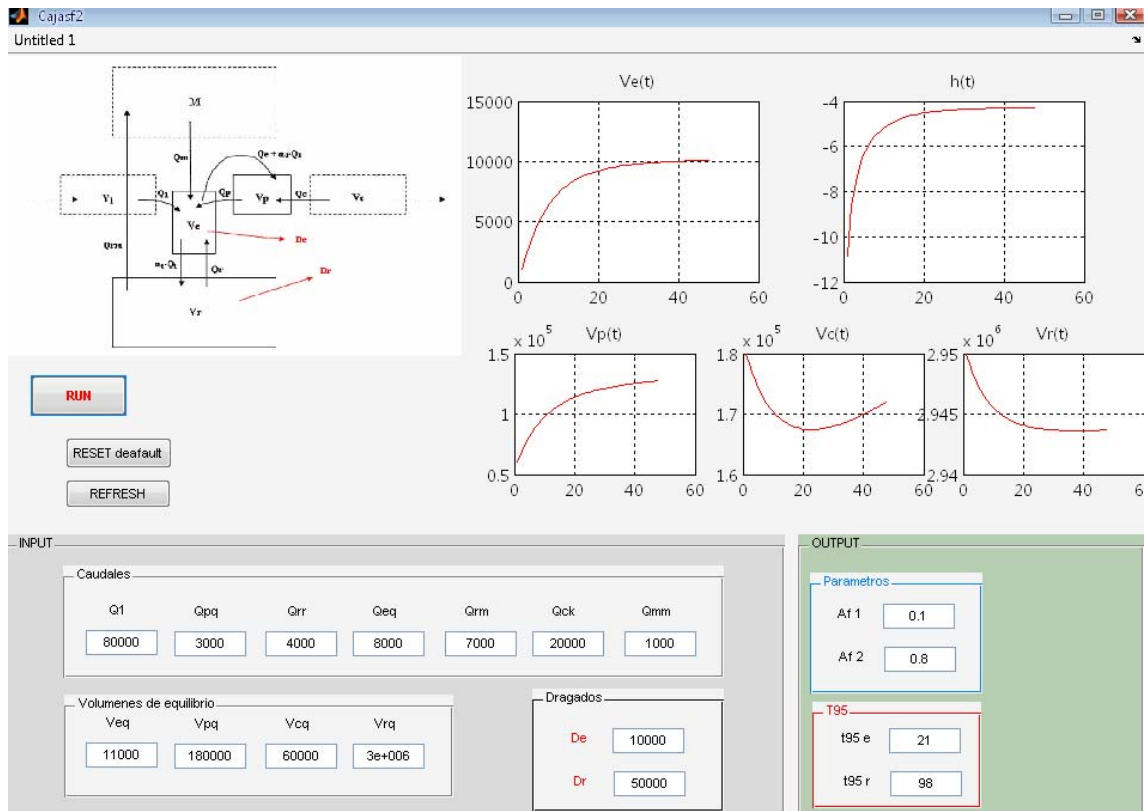 Cajasf2
Untitled 1
M
Qm
Qe + α₂·Q₁
V₁
Q₁
Qp
Vp
Qc
Vc
Ve
De
Qrm
α₁·Q₁
Qr
Dr
Vr
Ve(t)
15000
10000
5000
0
0 20 40 60
h(t)
-4
-6
-8
-10
-12
0 20 40 60
Vp(t)
x 10^5
1.5
1
0.5
0 20 40 60
Vc(t)
x 10^5
1.8
1.7
1.6
0 20 40 60
Vr(t)
x 10^6
2.95
2.945
2.94
0 20 40
RUN
RESET deafault
REFRESH
INPUT
Caudales
Q1 Qpq Qrr Qeq Qrm Qck Qmm
80000 3000 4000 8000 7000 20000 1000
Volumenes de equilibrio
Veq Vpq Vcq Vrq
11000 180000 60000 3e+006
Dragados
De 10000
Dr 50000
OUTPUT
Parametros
Af 1 0.1
Af 2 0.8
T95
t95 e 21
t95 r 98